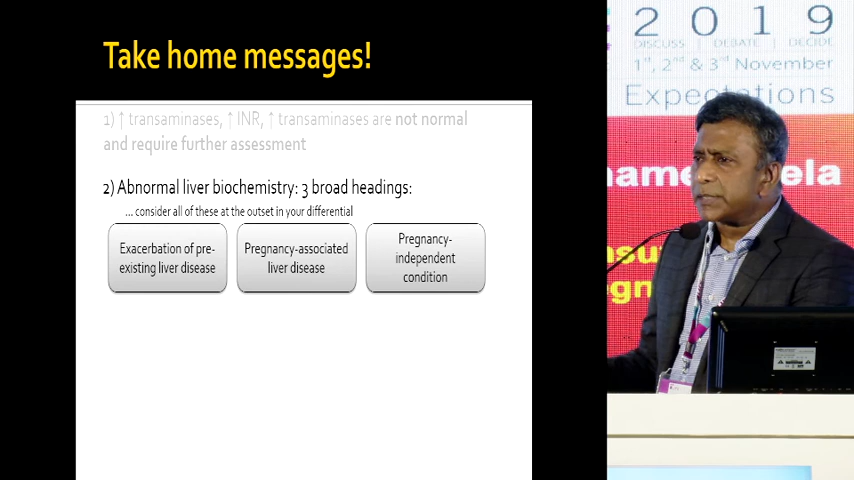 Take home messages!
1) ↑ transaminases, ↑ INR, ↑ transaminases are not normal
and require further assessment
2) Abnormal liver biochemistry: 3 broad headings:
... consider all of these at the outset in your differential
Exacerbation of pre-
existing liver disease
Pregnancy-associated
liver disease
Pregnancy-
independent
condition
2019
DISCUSS | DEBATE | DECIDE
1st, 2nd & 3rd November
Expectations